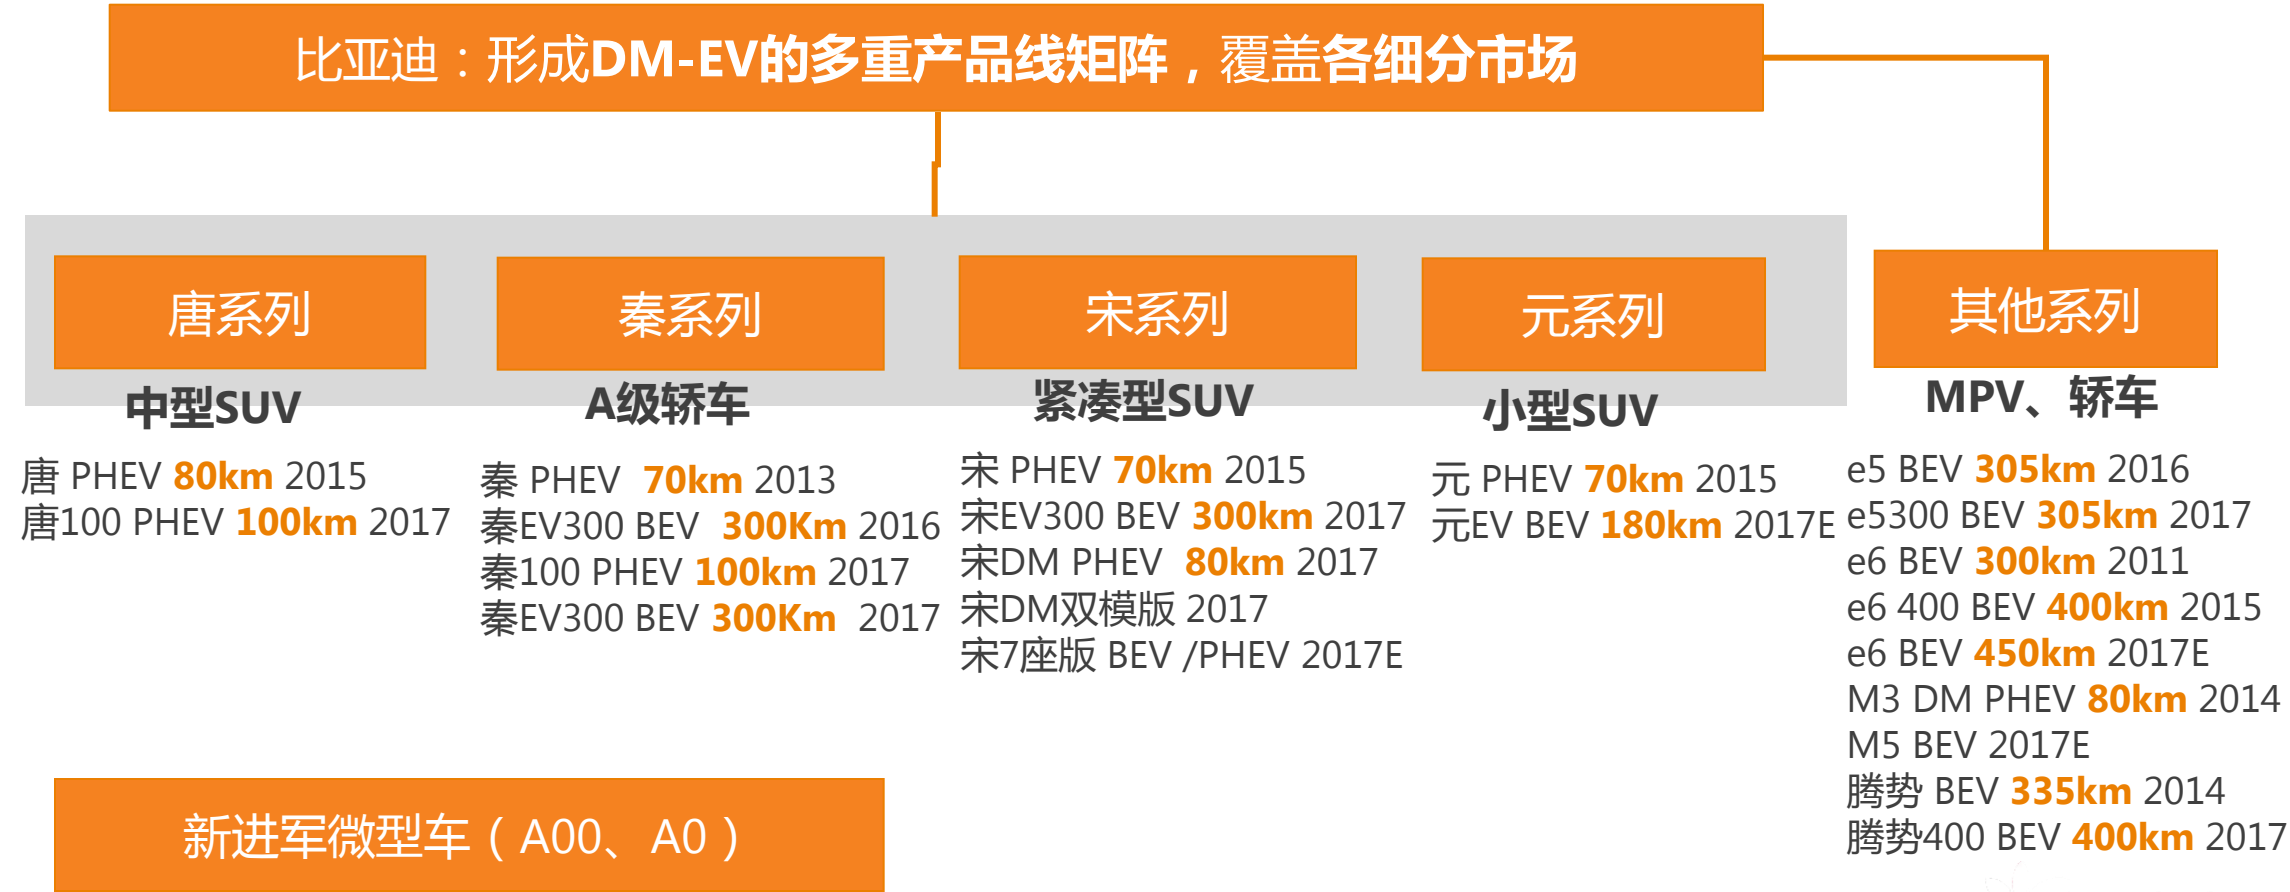 比亚迪：形成DM-EV的多重产品线矩阵，覆盖各细分市场
唐系列
中型SUV
唐 PHEV 80km 2015
唐100 PHEV 100km 2017
秦系列
A级轿车
秦 PHEV 70km 2013
秦EV300 BEV 300Km 2016
秦100 PHEV 100km 2017
秦EV300 BEV 300Km 2017
宋系列
紧凑型SUV
宋 PHEV 70km 2015
宋EV300 BEV 300km 2017
宋DM PHEV 80km 2017
宋DM双模版 2017
宋7座版 BEV /PHEV 2017E
元系列
小型SUV
元 PHEV 70km 2015
元EV BEV 180km 2017E
其他系列
MPV、轿车
e5 BEV 305km 2016
e5300 BEV 305km 2017
e6 BEV 300km 2011
e6 400 BEV 400km 2015
e6 BEV 450km 2017E
M3 DM PHEV 80km 2014
M5 BEV 2017E
腾势 BEV 335km 2014
腾势400 BEV 400km 2017
新进军微型车（A00、A0）